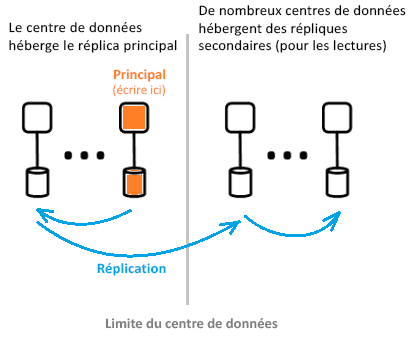 Le centre de données
héberge le réplica principal
De nombreux centres de données
hébergent des répliques
secondaires (pour les lectures)
Principal
(écrire ici)
Réplication
Limite du centre de données